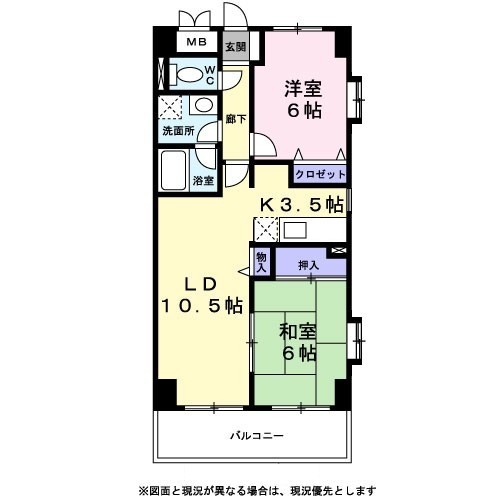 MB
玄関
WC
洋室
6帖
洗面所
廊下
浴室
クロゼット
K3.5帖
物入
押入
LD
10.5帖
和室
6帖
バルコニー
※図面と現況が異なる場合は、現況優先とします